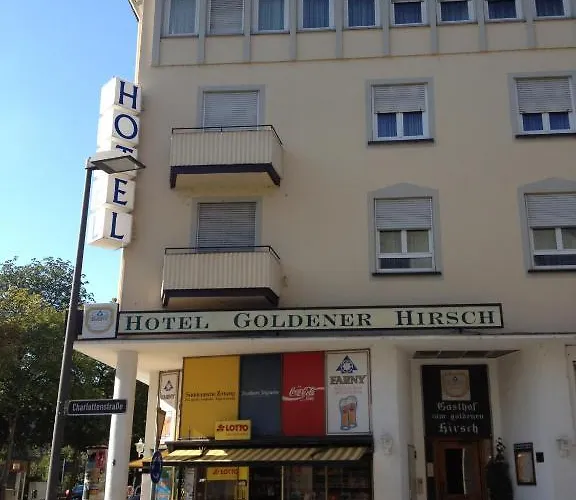 HOTEL
HOTEL GOLDENER HIRSCH
Charlottenstraße
LOTTO
LOTTO
Coca-Cola
FARNY
Gasthof
zum goldenen
Hirsch